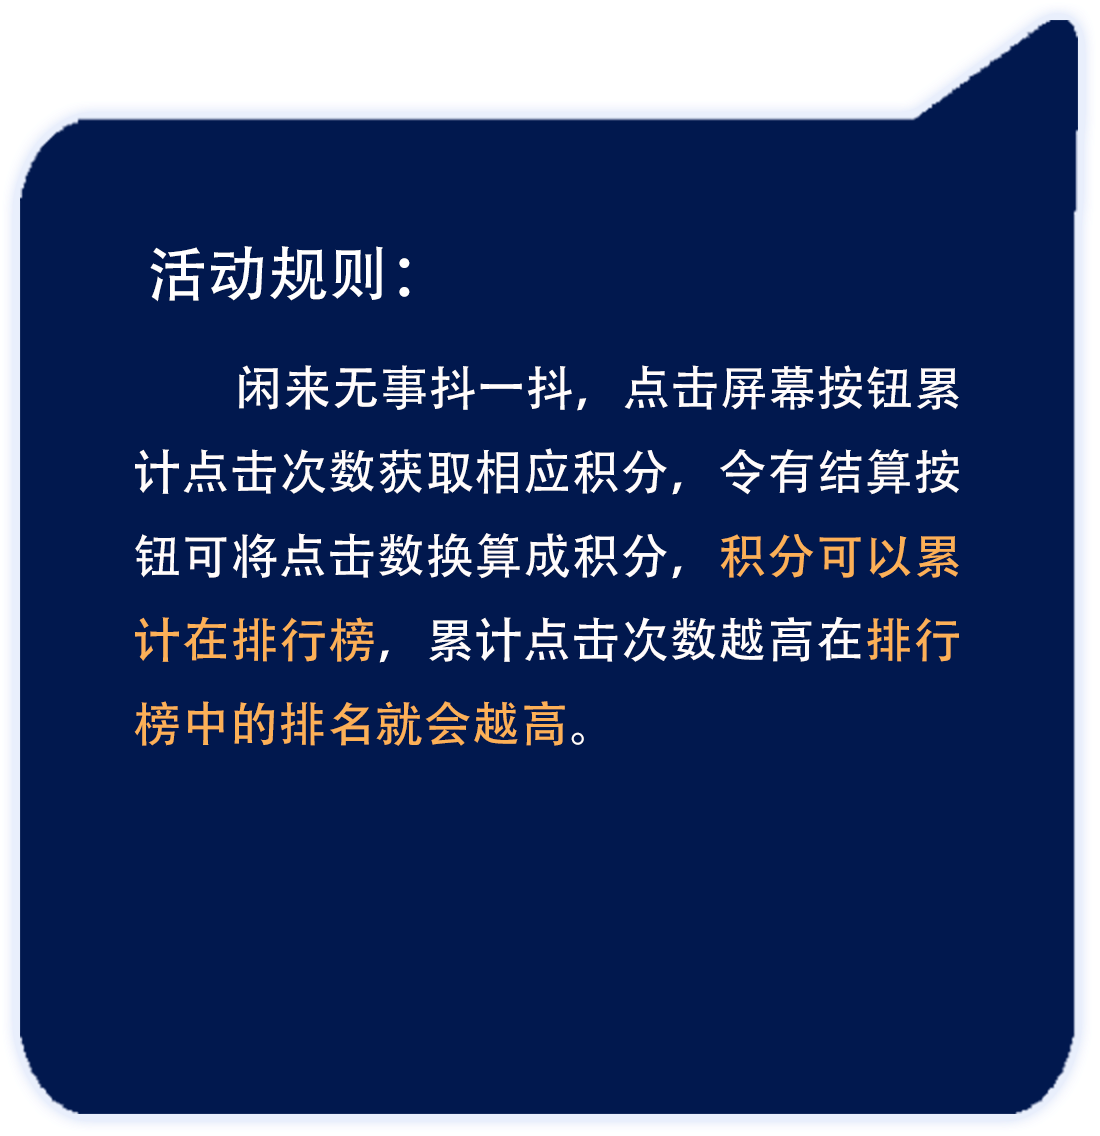 活动规则：
闲来无事抖一抖，点击屏幕按钮累
计点击次数获取相应积分，令有结算按
钮可将点击数换算成积分，积分可以累
计在排行榜，累计点击次数越高在排行
榜中的排名就会越高。